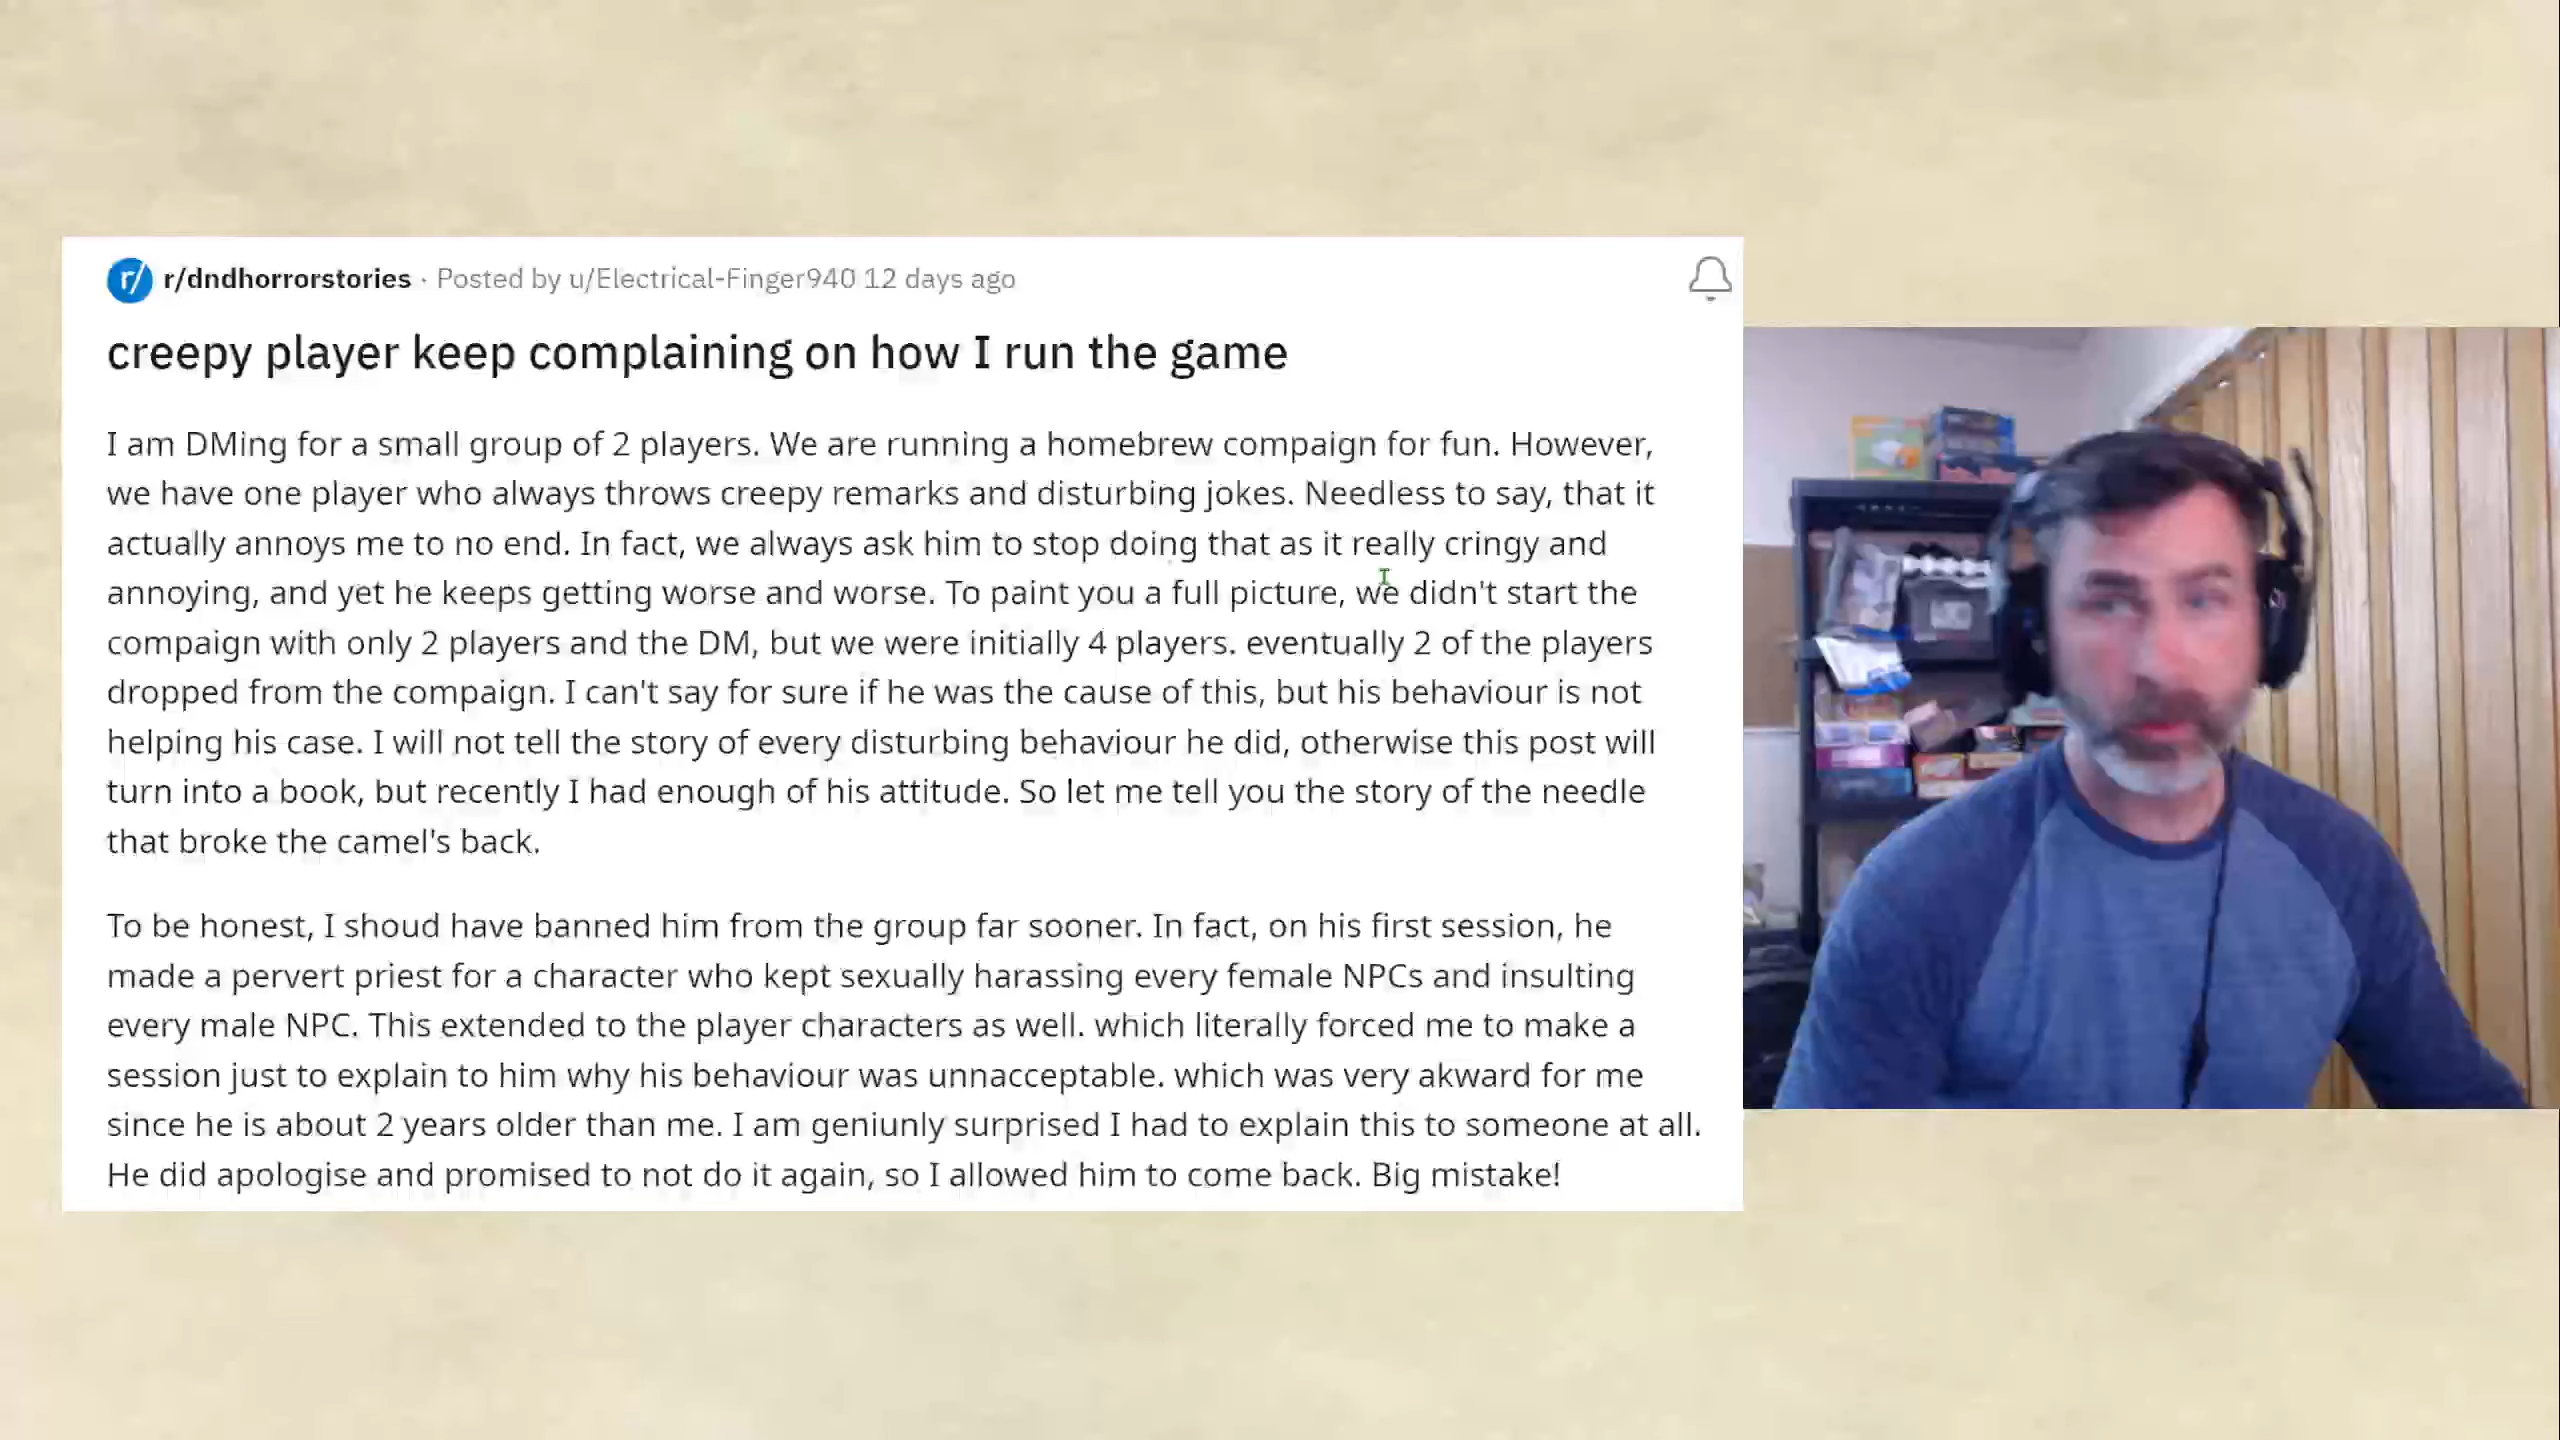 r/ r/dndhorrorstories · Posted by u/Electrical-Finger940 12 days ago
creepy player keep complaining on how I run the game
I am DMing for a small group of 2 players. We are running a homebrew compaign for fun. However,
we have one player who always throws creepy remarks and disturbing jokes. Needless to say, that it
actually annoys me to no end. In fact, we always ask him to stop doing that as it really cringy and
annoying, and yet he keeps getting worse and worse. To paint you a full picture, we didn't start the
compaign with only 2 players and the DM, but we were initially 4 players. eventually 2 of the players
dropped from the compaign. I can't say for sure if he was the cause of this, but his behaviour is not
helping his case. I will not tell the story of every disturbing behaviour he did, otherwise this post will
turn into a book, but recently I had enough of his attitude. So let me tell you the story of the needle
that broke the camel's back.
To be honest, I shoud have banned him from the group far sooner. In fact, on his first session, he
made a pervert priest for a character who kept sexually harassing every female NPCs and insulting
every male NPC. This extended to the player characters as well. which literally forced me to make a
session just to explain to him why his behaviour was unnacceptable. which was very akward for me
since he is about 2 years older than me. I am geniunly surprised I had to explain this to someone at all.
He did apologise and promised to not do it again, so I allowed him to come back. Big mistake!